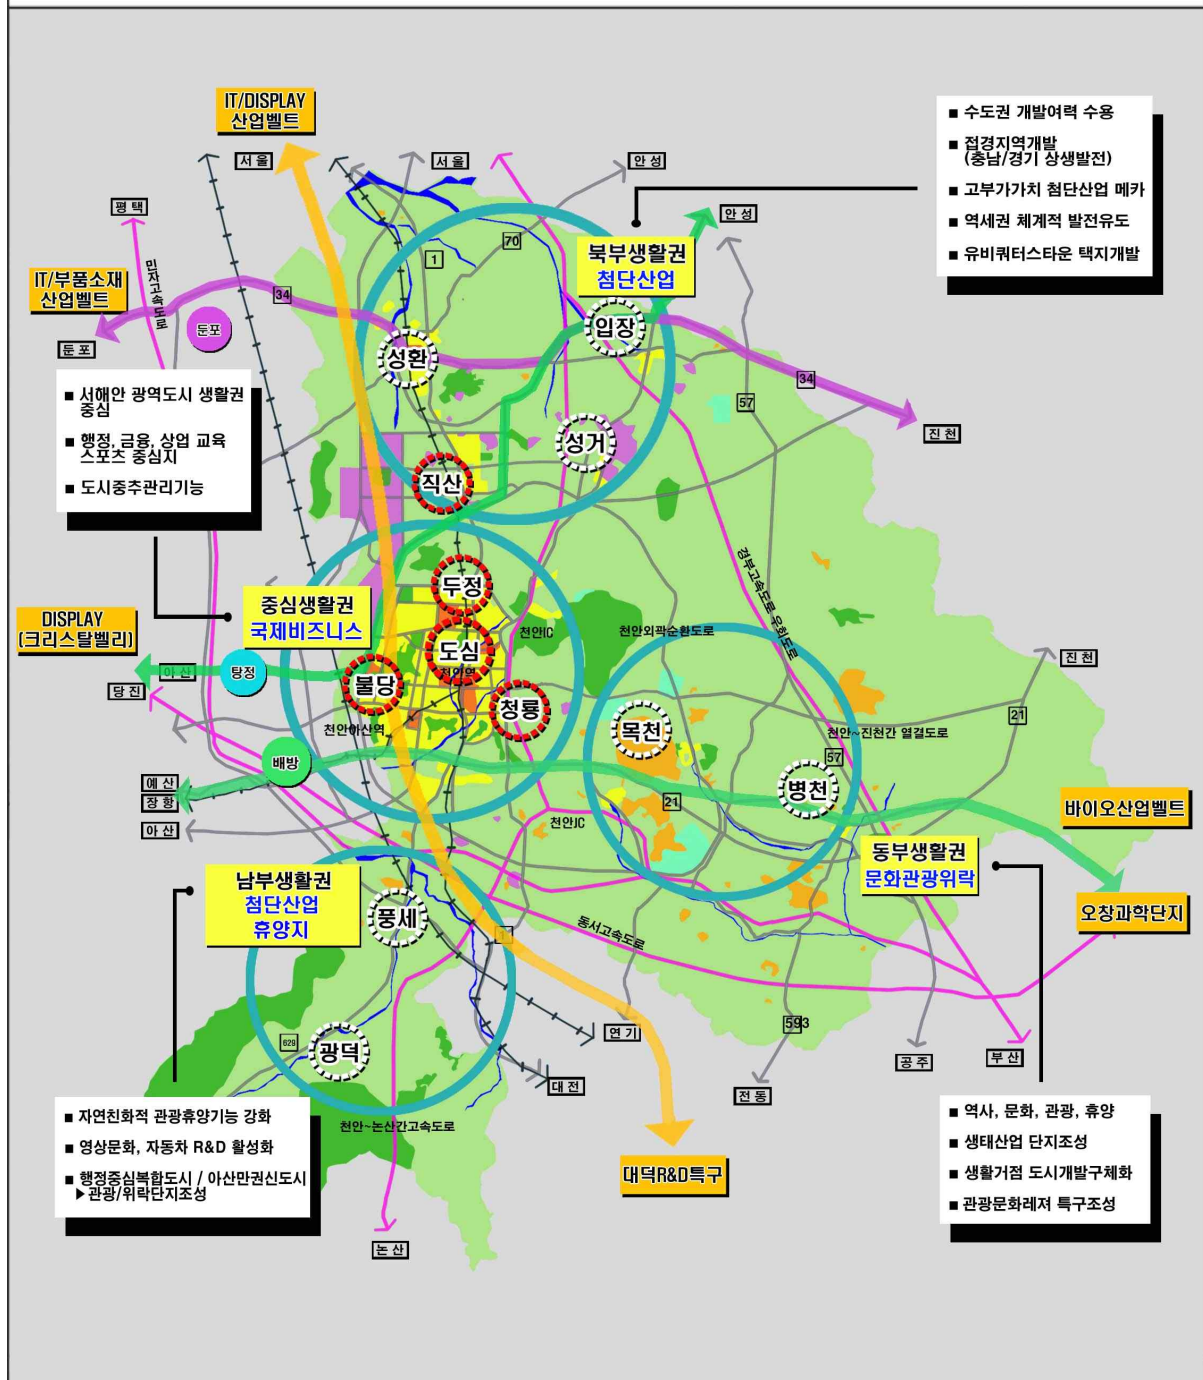 IT/DISPLAY
산업벨트
서울
서울
안성
안성
평택
민자고속도로
1
70
34
■ 수도권 개발여력 수용
■ 접경지역개발
(충남/경기 상생발전)
■ 고부가가치 첨단산업 메카
■ 역세권 체계적 발전유도
■ 유비쿼터스타운 택지개발
북부생활권
첨단산업
IT/부품소재
산업벨트
둔포
둔포
입장
성환
34
57
진천
성거
직산
■ 서해안 광역도시 생활권
중심
■ 행정, 금융, 상업 교육
스포츠 중심지
■ 도시중추관리기능
경부고속도로 우회도로
두정
중심생활권
국제비즈니스
DISPLAY
(크리스탈벨리)
천안IC
천안외곽순환도로
도심
천안역
아산
탕정
불당
당진
청룡
진천
21
목천
천안아산역
천안~진천간 열결도로
57
배방
병천
예산
장항
21
아산
천안JC
바이오산업벨트
동부생활권
문화관광위락
오창과학단지
남부생활권
첨단산업
휴양지
풍세
1
동서고속도로
연기
593
광덕
629
대전
전동
공주
부산
천안~논산간고속도로
■ 자연친화적 관광휴양기능 강화
■ 영상문화, 자동차 R&D 활성화
■ 행정중심복합도시 / 아산만권신도시
▶관광/위락단지조성
대덕R&D특구
■ 역사, 문화, 관광, 휴양
■ 생태산업 단지조성
■ 생활거점 도시개발구체화
■ 관광문화레져 특구조성
논산